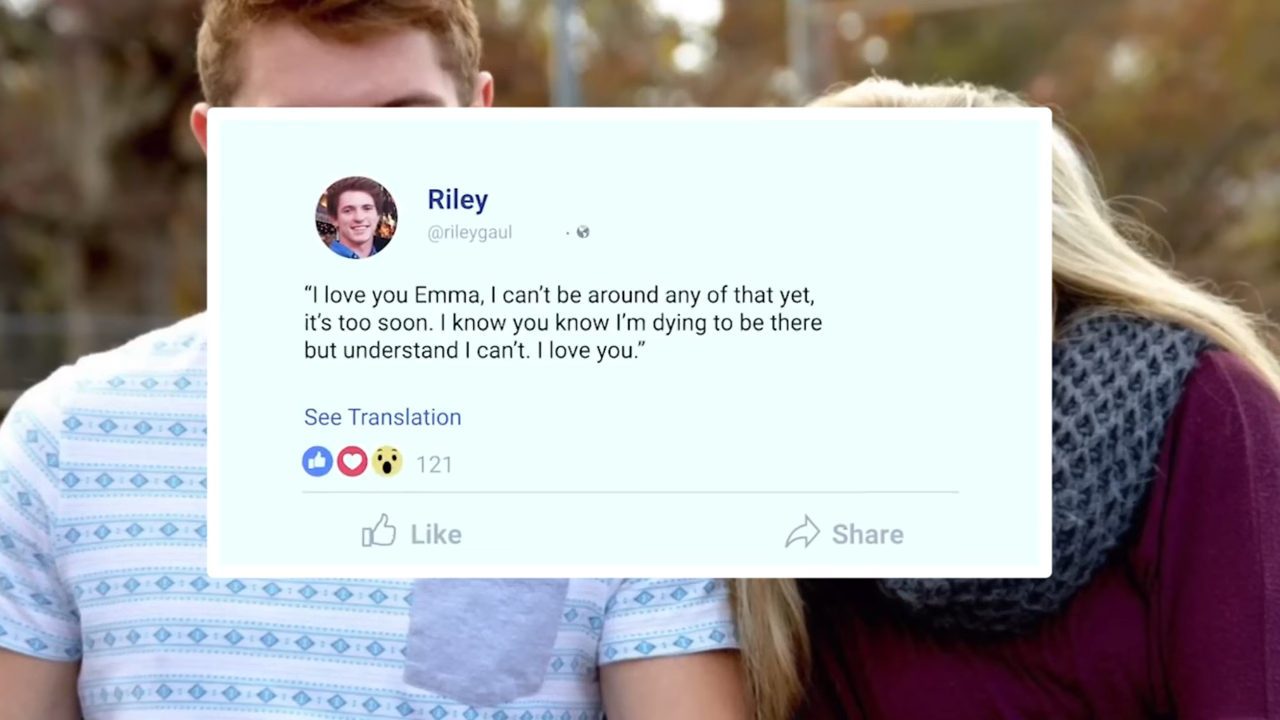 Riley
@rileygaul
“I love you Emma, I can’t be around any of that yet,
it’s too soon. I know you know I’m dying to be there
but understand I can’t. I love you.”
See Translation
121
Like
Share